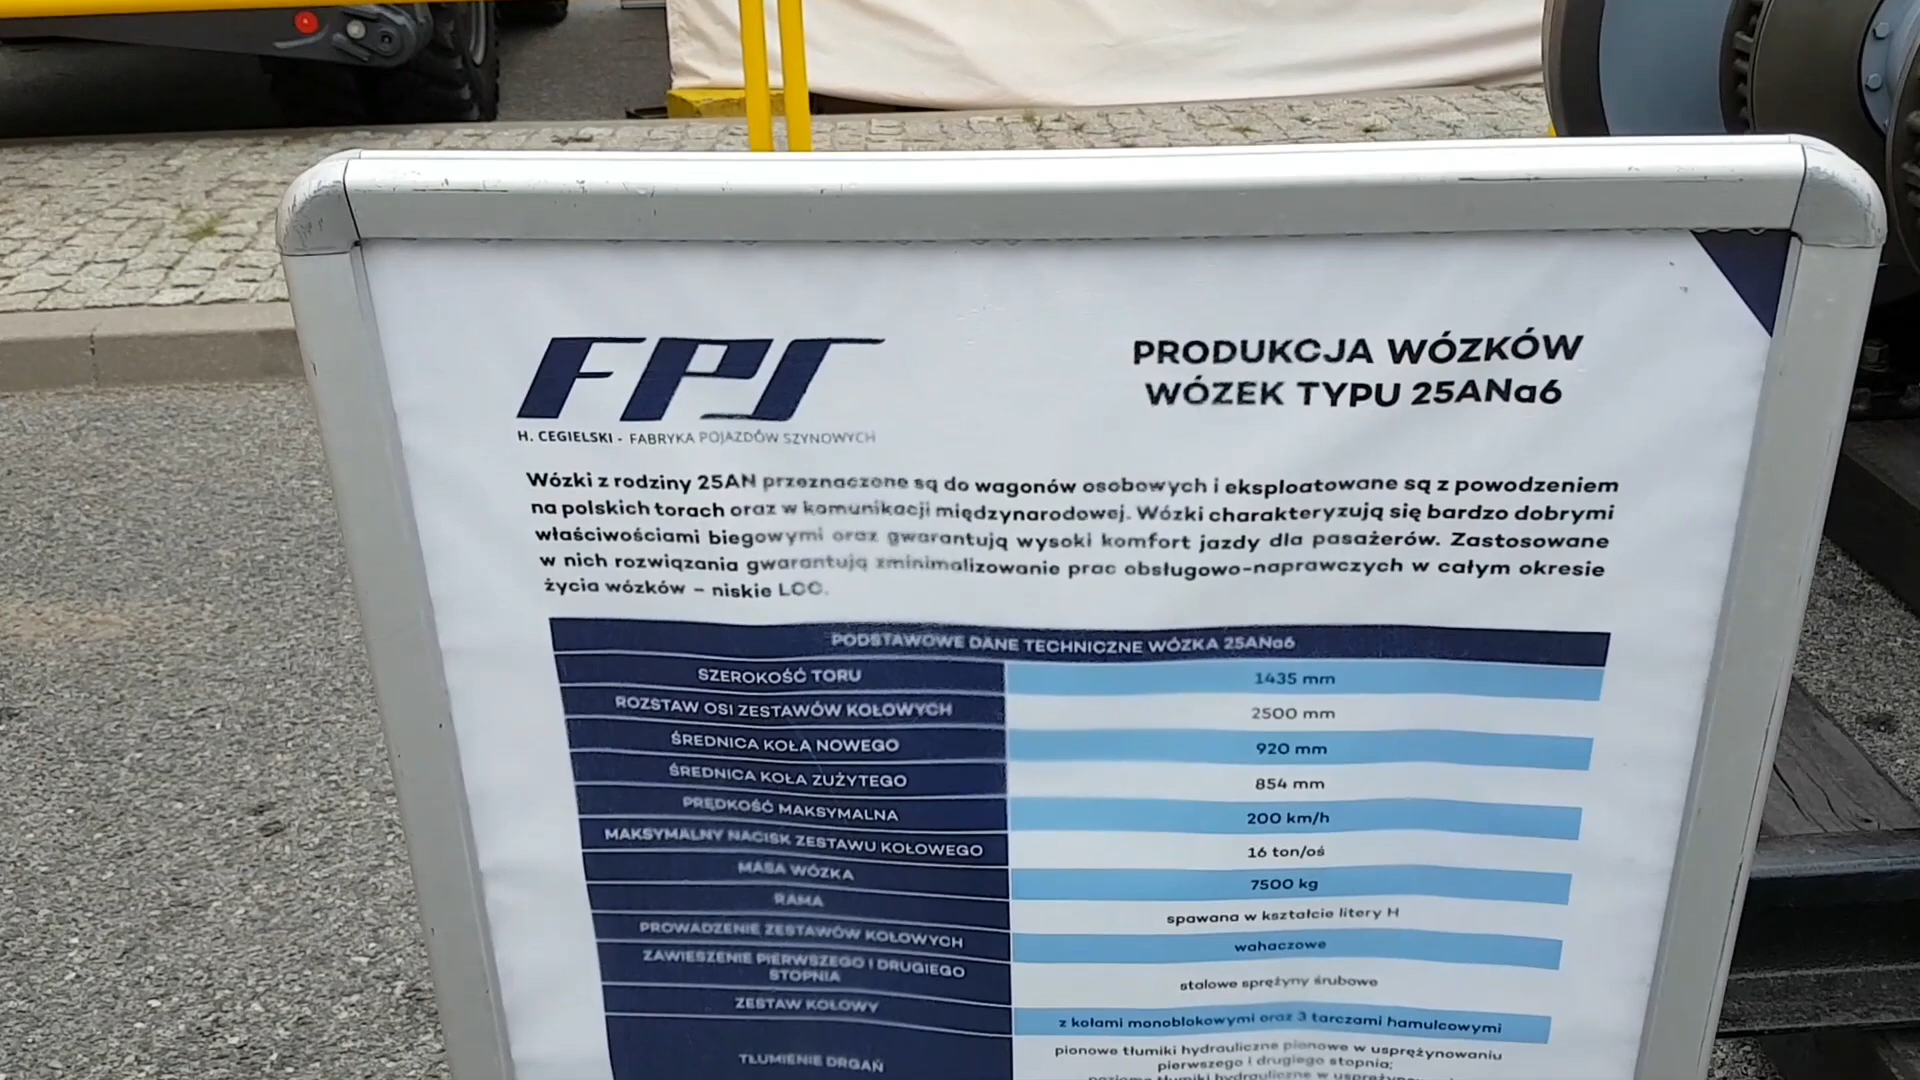 FPS
H. CEGIELSKI - FABRYKA POJAZDÓW SZYNOWYCH
PRODUKCJA WÓZKÓW
WÓZEK TYPU 25ANa6
Wózki z rodziny 25AN przeznaczone są do wagonów osobowych i eksploatowane są z powodzeniem
na polskich torach oraz w komunikacji międzynarodowej. Wózki charakteryzują się bardzo dobrymi
właściwościami biegowymi oraz gwarantują wysoki komfort jazdy dla pasażerów. Zastosowane
w nich rozwiązania gwarantują zminimalizowanie prac obsługowo-naprawczych w całym okresie
życia wózków – niskie LCC.
PODSTAWOWE DANE TECHNICZNE WÓZKA 25ANa6
SZEROKOŚĆ TORU 1435 mm
ROZSTAW OSI ZESTAWÓW KOŁOWYCH 2500 mm
ŚREDNICA KOŁA NOWEGO 920 mm
ŚREDNICA KOŁA ZUŻYTEGO 854 mm
PRĘDKOŚĆ MAKSYMALNA 200 km/h
MAKSYMALNY NACISK ZESTAWU KOŁOWEGO 16 ton/oś
MASA WÓZKA 7500 kg
RAMA spawana w kształcie litery H
PROWADZENIE ZESTAWÓW KOŁOWYCH wahaczowe
ZAWIESZENIE PIERWSZEGO I DRUGIEGO
STOPNIA stalowe sprężyny śrubowe
ZESTAW KOŁOWY z kołami monoblokowymi oraz 3 tarczami hamulcowymi
TŁUMIENIE DRGAŃ pionowe tłumiki hydrauliczne pionowe w usprężynowaniu
pierwszego i drugiego stopnia;
poziome tłumiki hydrauliczne w